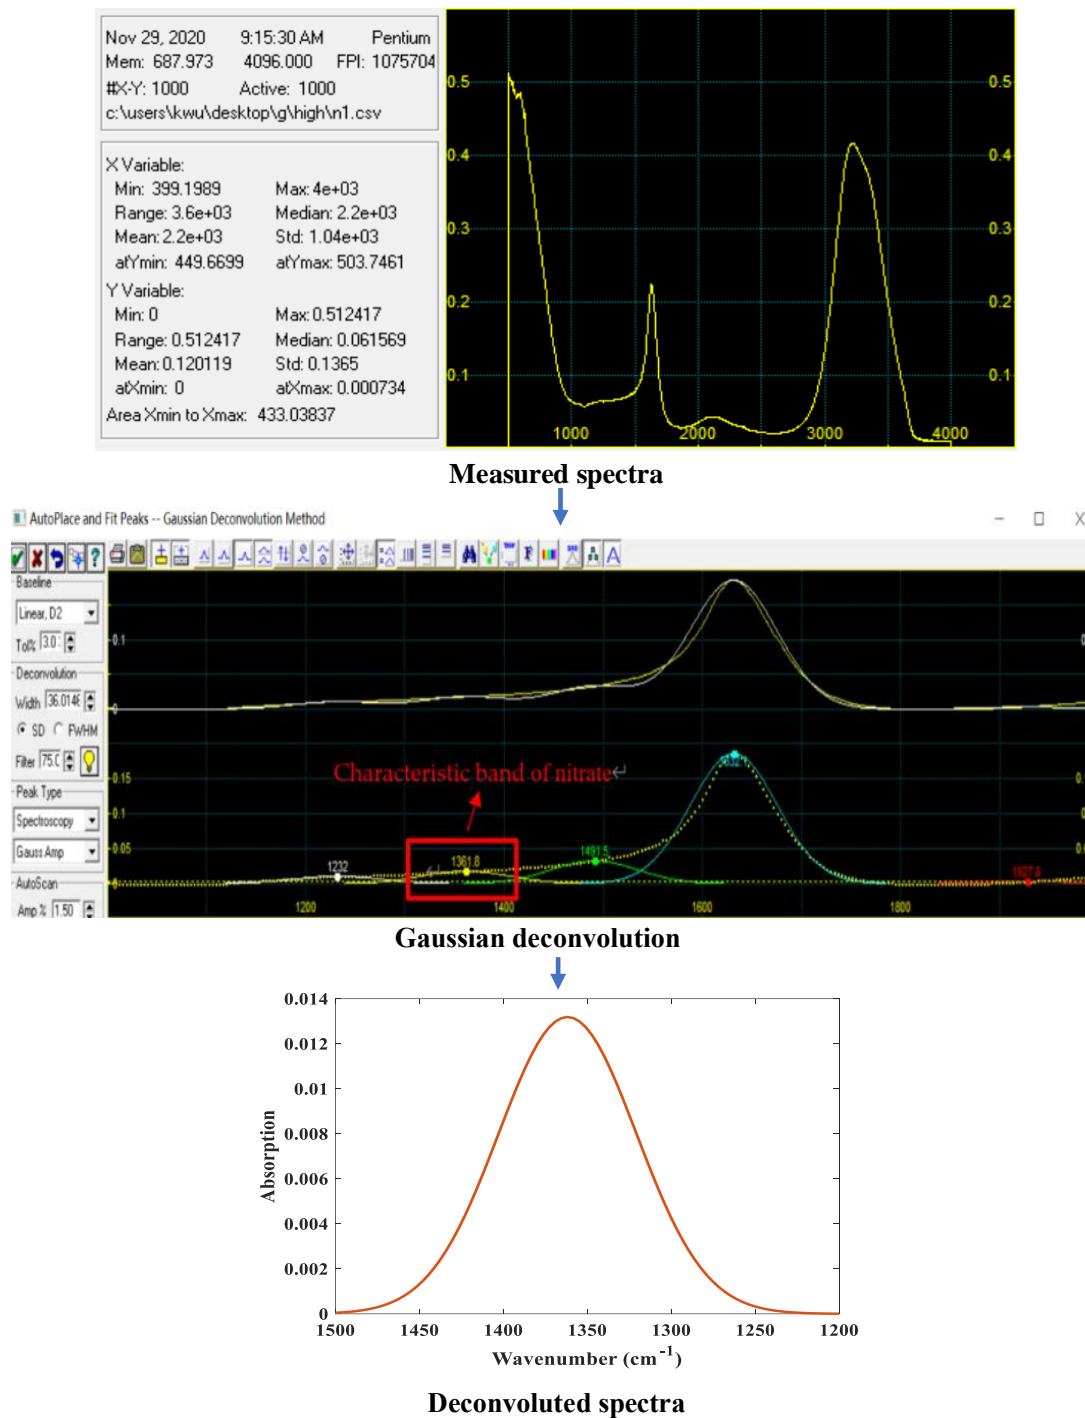 Nov 29, 2020 9:15:30 AM Pentium
Mem: 687.973 4096.000 FPI: 1075704
#X-Y: 1000 Active: 1000
c:\users\kwu\desktop\g\high\n1.csv
X Variable:
Min: 399.1989 Max: 4e+03
Range: 3.6e+03 Median: 2.2e+03
Mean: 2.2e+03 Std: 1.04e+03
atYmin: 449.6699 atYmax: 503.7461
Y Variable:
Min: 0 Max: 0.512417
Range: 0.512417 Median: 0.061569
Mean: 0.120119 Std: 0.1365
atXmin: 0 atXmax: 0.000734
Area Xmin to Xmax: 433.03837
0.5 0.5
0.4 0.4
0.3 0.3
0.2 0.2
0.1 0.1
1000 2000 3000 4000
Measured spectra
AutoPlace and Fit Peaks -- Gaussian Deconvolution Method
Baseline
Linear, D2
Tol% 3.0
Deconvolution
Width 36.0146
SD FWHM
Filter 75.0
Peak Type
Spectroscopy
Gauss Amp
AutoScan
Amp % 1.50
0.1
0
0.15
0.1
0.05
0
Characteristic band of nitrate
1232 1361.8 1491.5 1632 1927.8
1200 1400 1600 1800
Gaussian deconvolution
0.014
0.012
0.01
0.008
0.006
0.004
0.002
0
Absorption
1500 1450 1400 1350 1300 1250 1200
Wavenumber (cm⁻¹)
Deconvoluted spectra